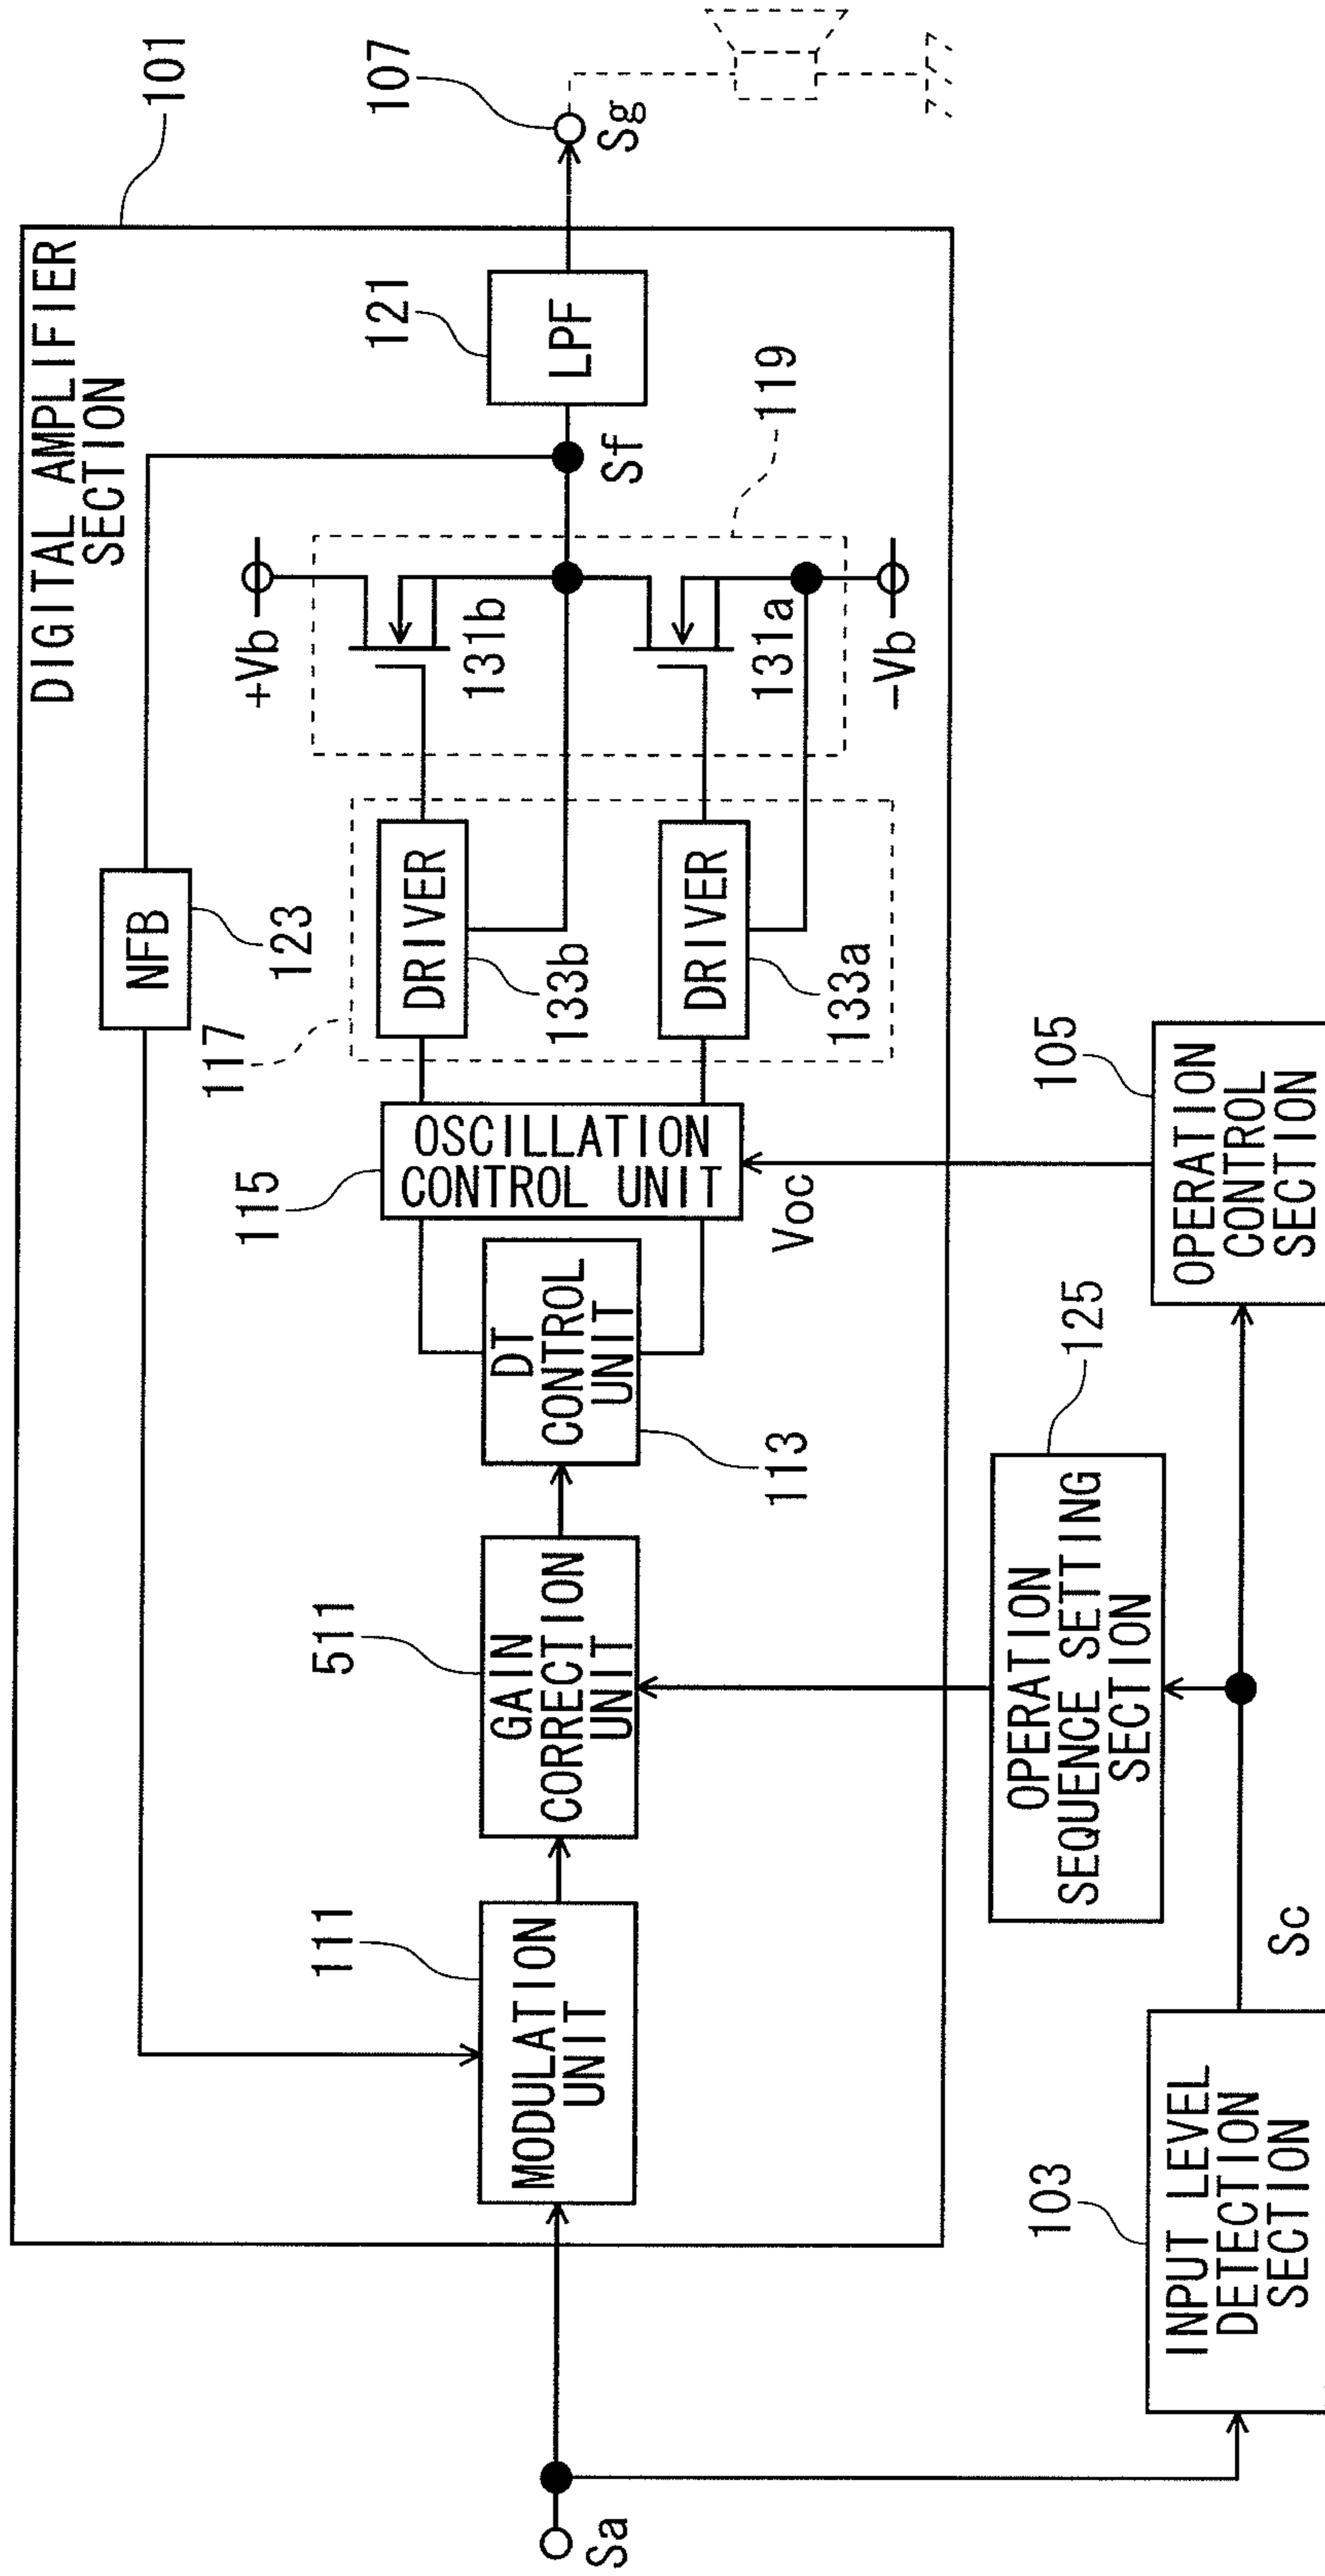 DIGITAL AMPLIFIER
SECTION
101
107
Sg
NFB
123
121
LPF
Sf
119
+Vb
131b
131a
-Vb
117
DRIVER
133b
DRIVER
133a
115
OSCILLATION
CONTROL UNIT
Voc
DT
CONTROL
UNIT
113
511
GAIN
CORRECTION
UNIT
111
MODULATION
UNIT
Sa
103
INPUT LEVEL
DETECTION
SECTION
Sc
125
OPERATION
SEQUENCE SETTING
SECTION
105
OPERATION
CONTROL
SECTION